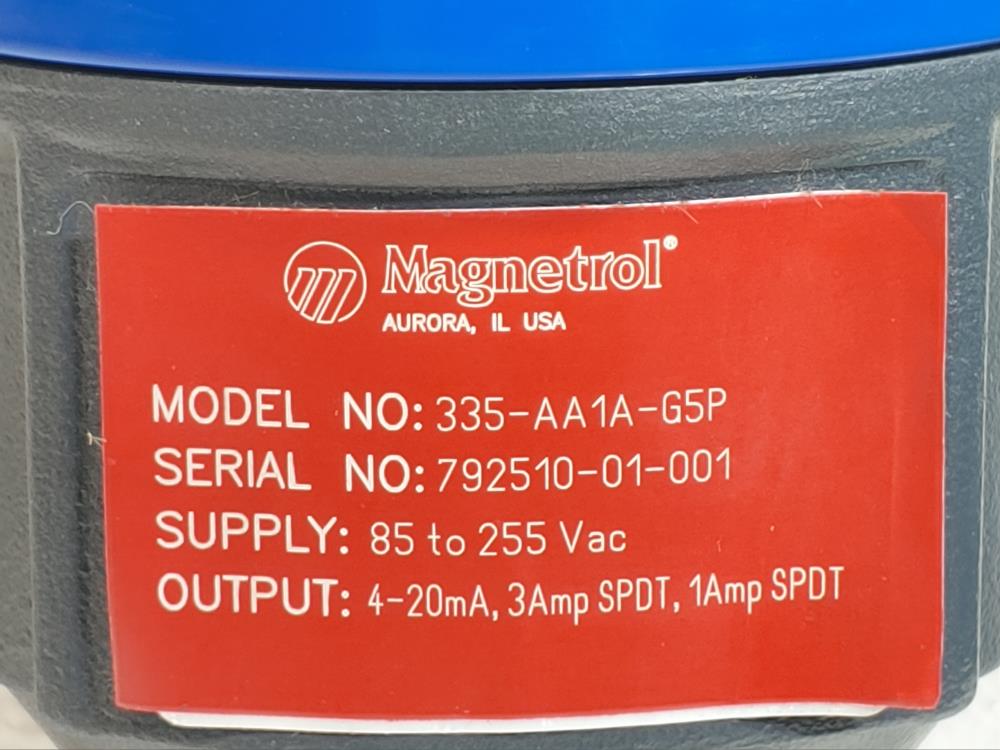 Magnetrol®
AURORA, IL USA
MODEL NO: 335-AA1A-G5P
SERIAL NO: 792510-01-001
SUPPLY: 85 to 255 Vac
OUTPUT: 4-20mA, 3Amp SPDT, 1Amp SPDT